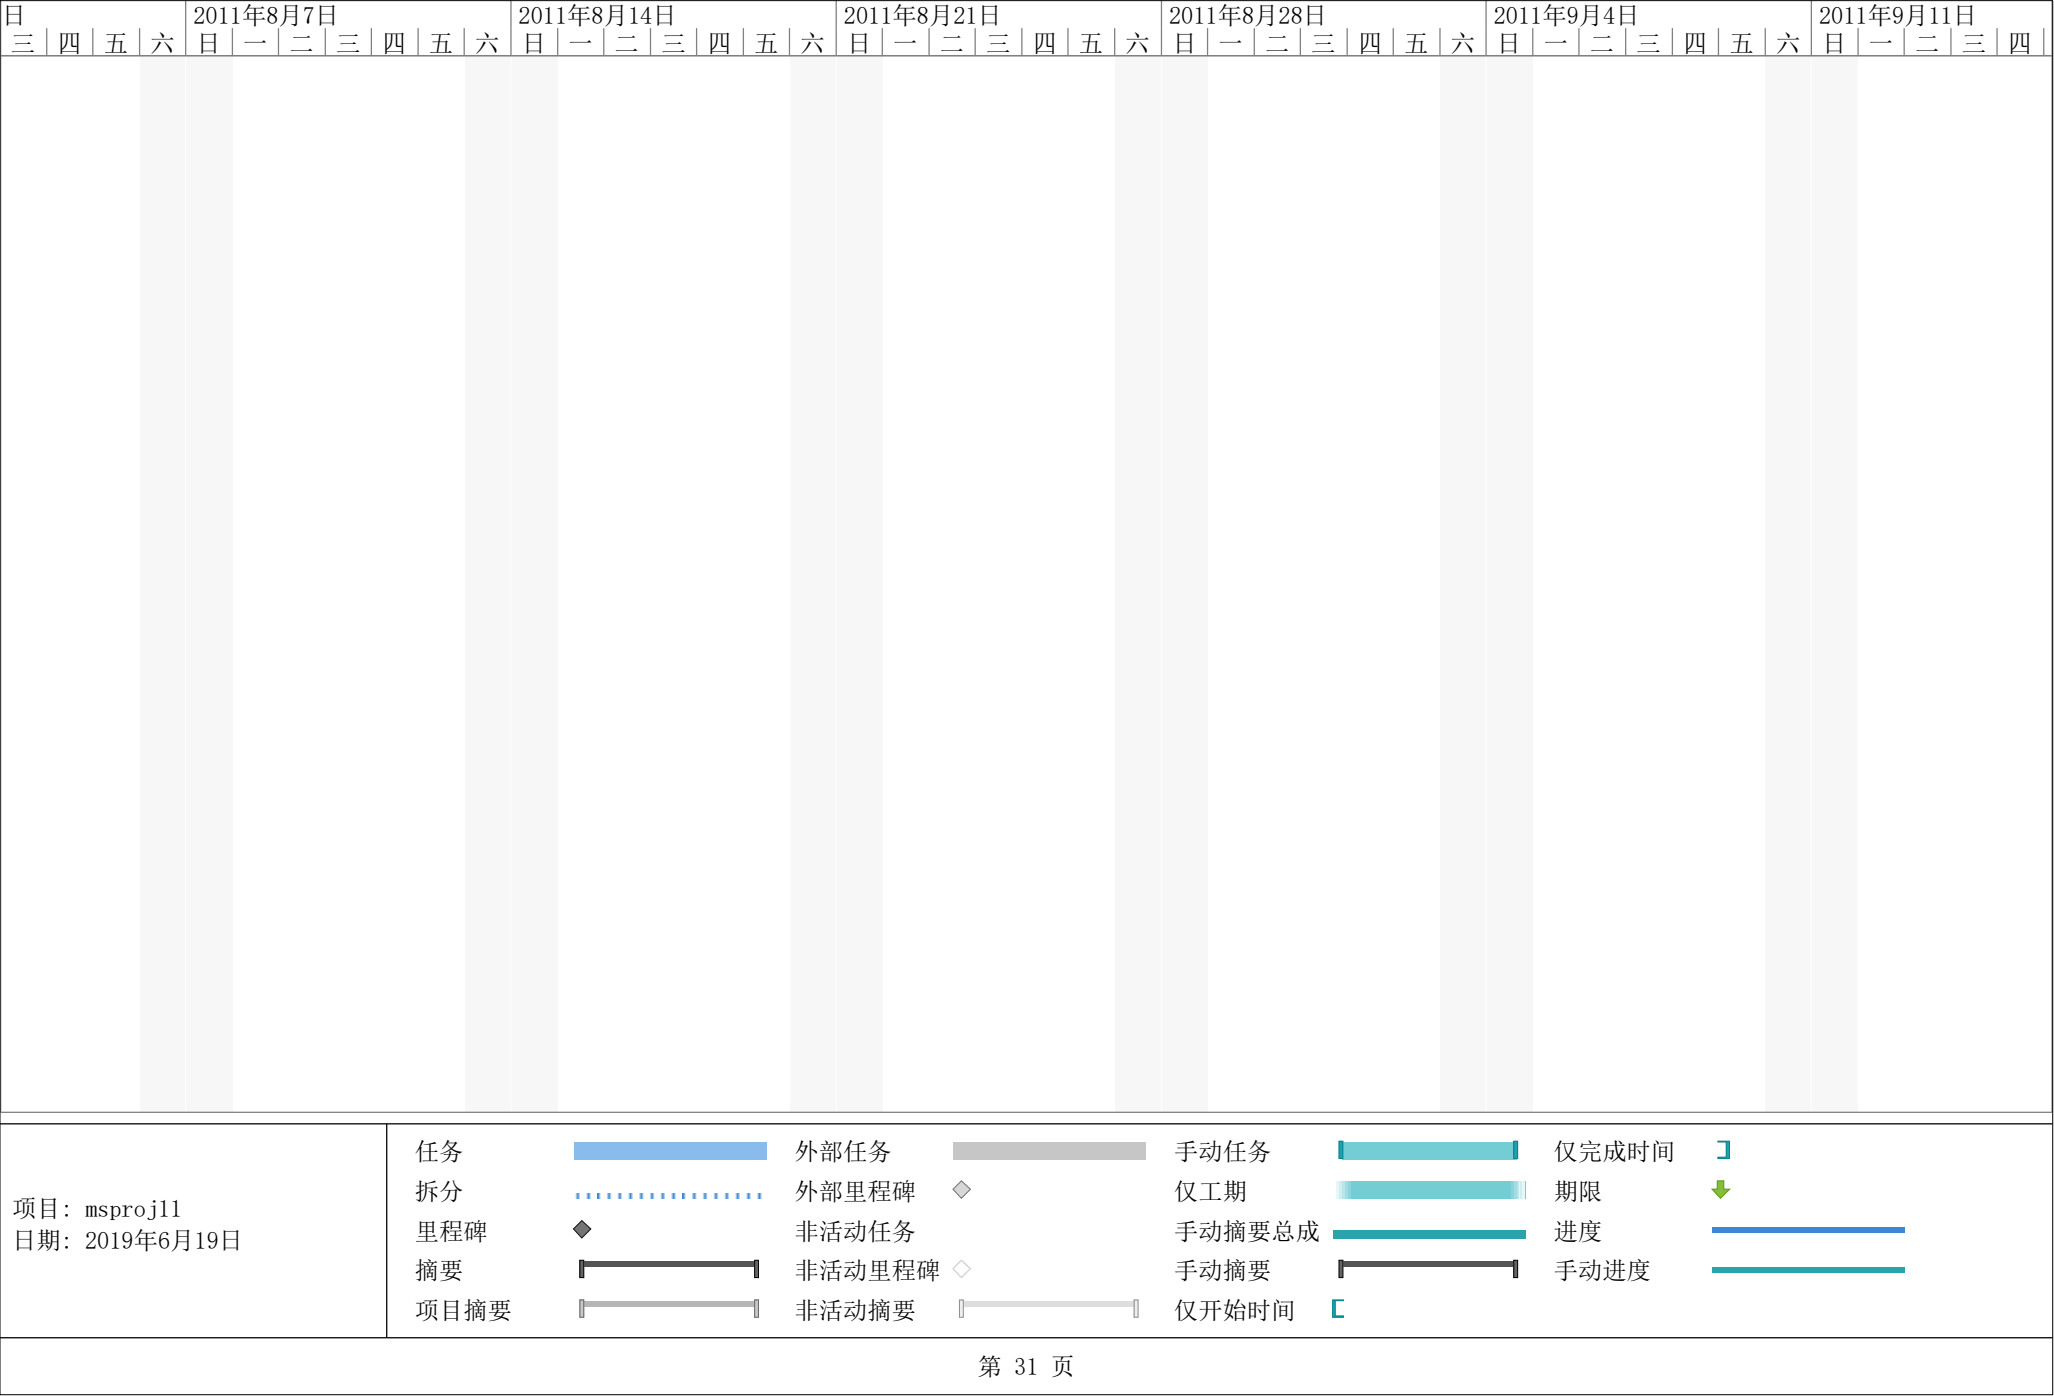 日 2011年8月7日 2011年8月14日 2011年8月21日 2011年8月28日 2011年9月4日 2011年9月11日
三 四 五 六 日 一 二 三 四 五 六 日 一 二 三 四 五 六 日 一 二 三 四 五 六 日 一 二 三 四 五 六 日 一 二 三 四 五 六 日 一 二 三 四
项目: msproj11
日期: 2019年6月19日
任务
拆分
里程碑
摘要
项目摘要
外部任务
外部里程碑
非活动任务
非活动里程碑
非活动摘要
手动任务
仅工期
手动摘要总成
手动摘要
仅开始时间
仅完成时间
期限
进度
手动进度
第 31 页